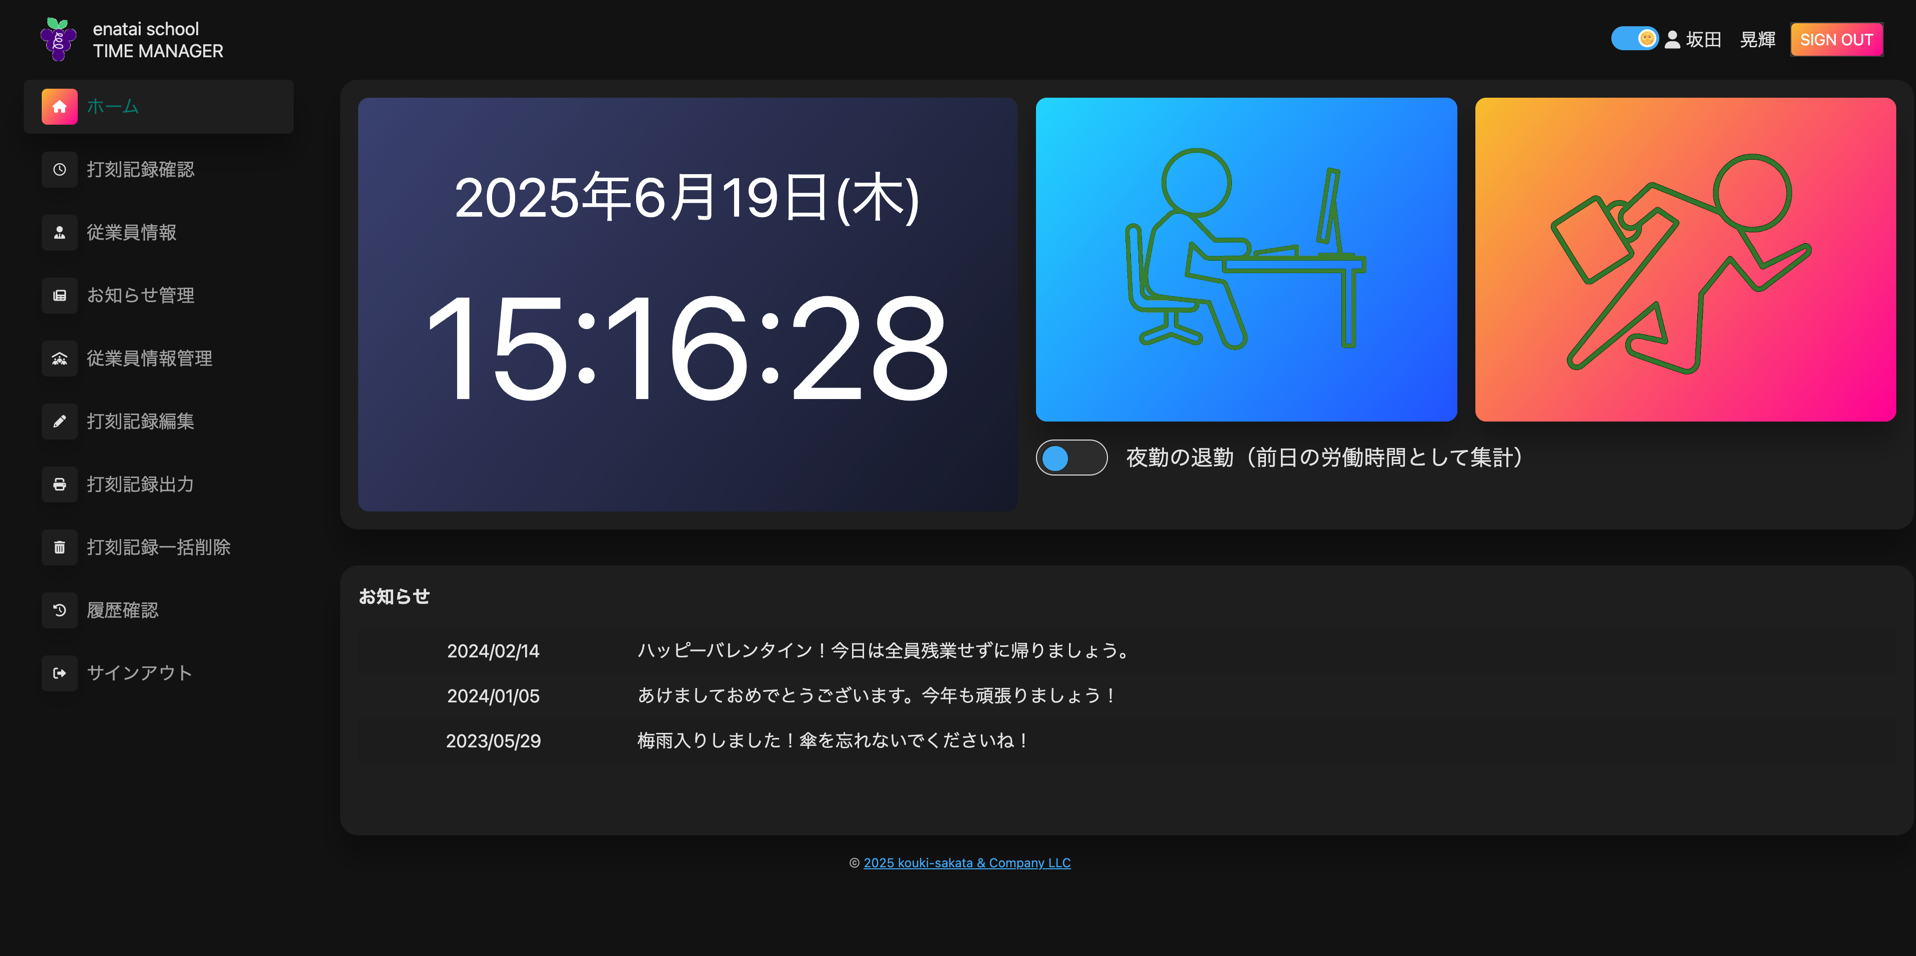 enatai school
TIME MANAGER
坂田 晃輝
SIGN OUT
ホーム
打刻記録確認
従業員情報
お知らせ管理
従業員情報管理
打刻記録編集
打刻記録出力
打刻記録一括削除
履歴確認
サインアウト
2025年6月19日(木)
15:16:28
夜勤の退勤（前日の労働時間として集計）
お知らせ
2024/02/14 ハッピーバレンタイン！今日は全員残業せずに帰りましょう。
2024/01/05 あけましておめでとうございます。今年も頑張りましょう！
2023/05/29 梅雨入りしました！傘を忘れないでくださいね！
© 2025 kouki-sakata & Company LLC